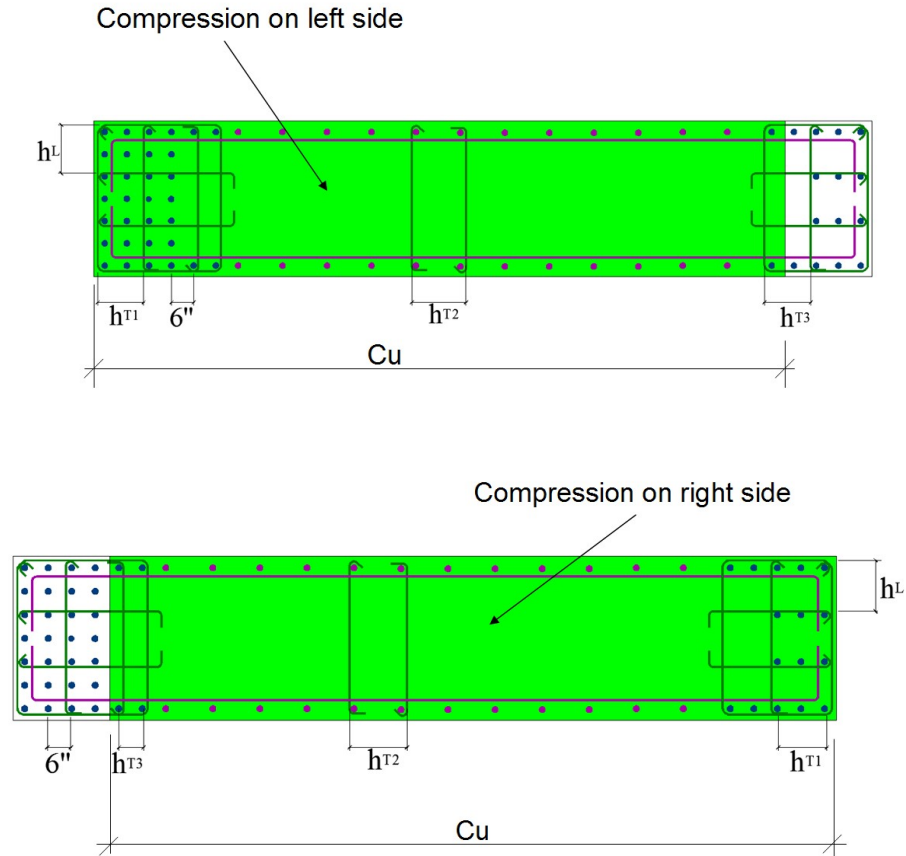 Compression on left side
hL
hT1
6"
hT2
hT3
Cu
Compression on right side
hL
6"
hT3
hT2
hT1
Cu